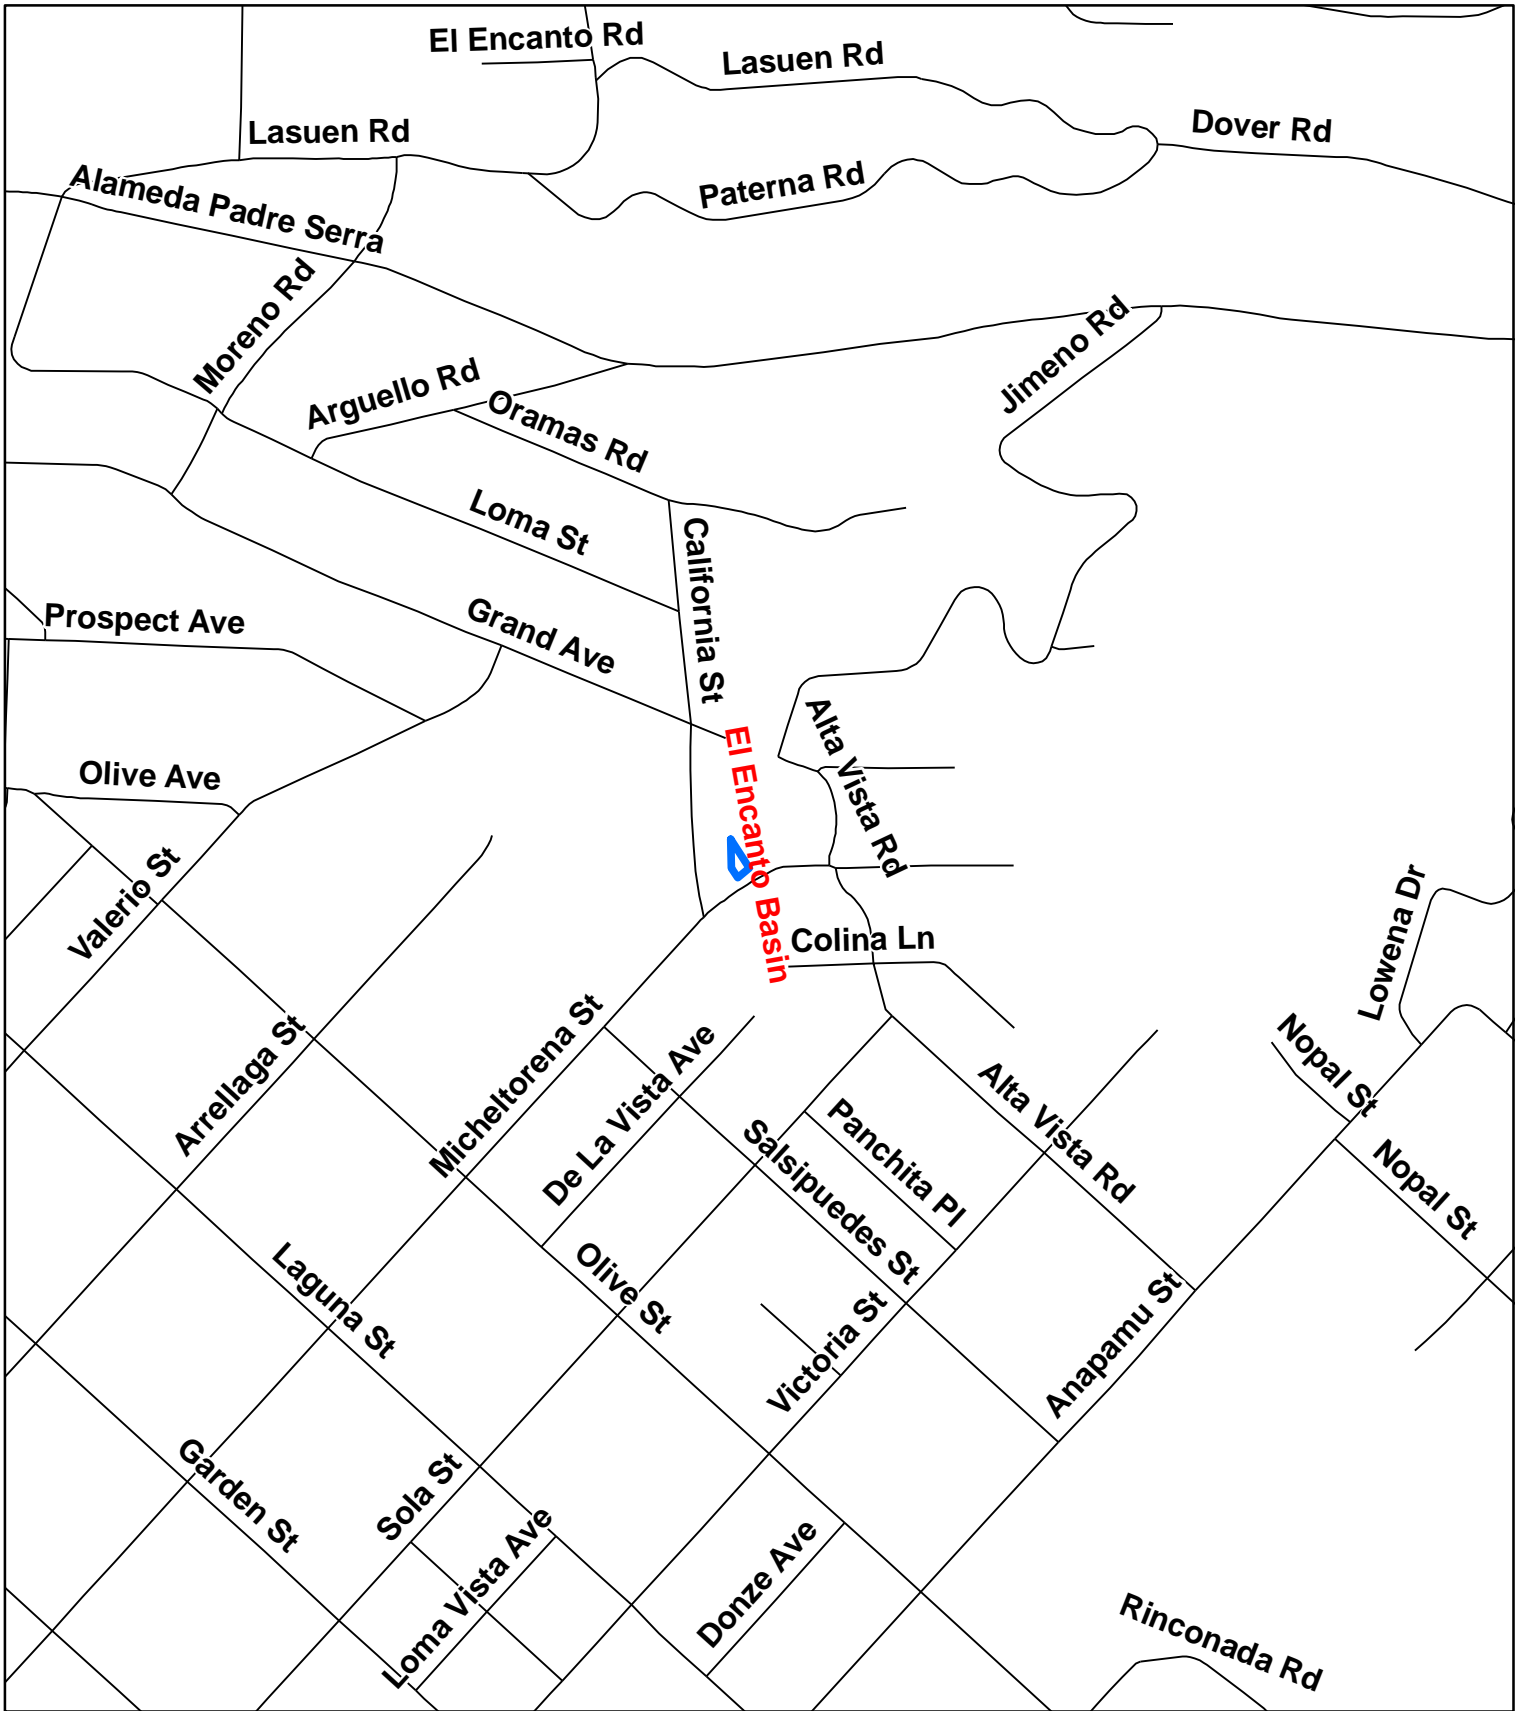 El Encanto Rd
Lasuen Rd
Dover Rd
Lasuen Rd
Alameda Padre Serra
Paterna Rd
Moreno Rd
Jimeno Rd
Arguello Rd
Oramas Rd
Loma St
California St
Prospect Ave
Grand Ave
Alta Vista Rd
El Encanto Basin
Olive Ave
Valerio St
Colina Ln
Lowena Dr
Arrellaga St
Micheltorena St
De La Vista Ave
Nopal St
Alta Vista Rd
Panchita Pl
Salsipuedes St
Nopal St
Laguna St
Olive St
Victoria St
Anapamu St
Garden St
Sola St
Loma Vista Ave
Donze Ave
Rinconada Rd